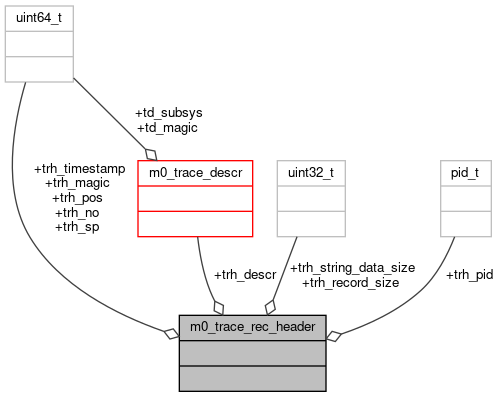 uint64_t
+td_subsys
+td_magic
+trh_timestamp
+trh_magic
+trh_pos
+trh_no
+trh_sp
m0_trace_descr
uint32_t
pid_t
+trh_descr
+trh_string_data_size
+trh_record_size
+trh_pid
m0_trace_rec_header